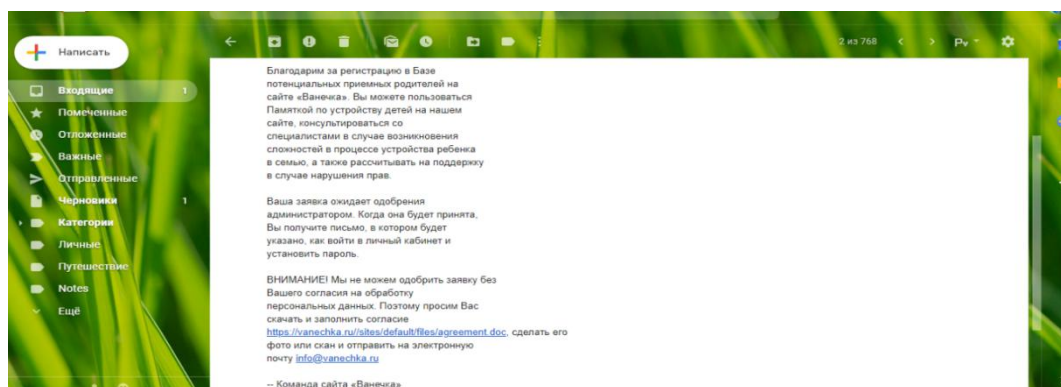 Написать
2 из 768
Входящие 1
Помеченные
Отложенные
Важные
Отправленные
Черновики 1
Категории
Личные
Путешествие
Notes
Ещё
Благодарим за регистрацию в Базе
потенциальных приемных родителей на
сайте «Ванечка». Вы можете пользоваться
Памяткой по устройству детей на нашем
сайте, консультироваться со
специалистами в случае возникновения
сложностей в процессе устройства ребенка
в семью, а также рассчитывать на поддержку
в случае нарушения прав.
Ваша заявка ожидает одобрения
администратором. Когда она будет принята,
Вы получите письмо, в котором будет
указано, как войти в личный кабинет и
установить пароль.
ВНИМАНИЕ! Мы не можем одобрить заявку без
Вашего согласия на обработку
персональных данных. Поэтому просим Вас
скачать и заполнить согласие
https://vanechka.ru//sites/default/files/agreement.doc, сделать его
фото или скан и отправить на электронную
почту info@vanechka.ru
-- Команда сайта «Ванечка»